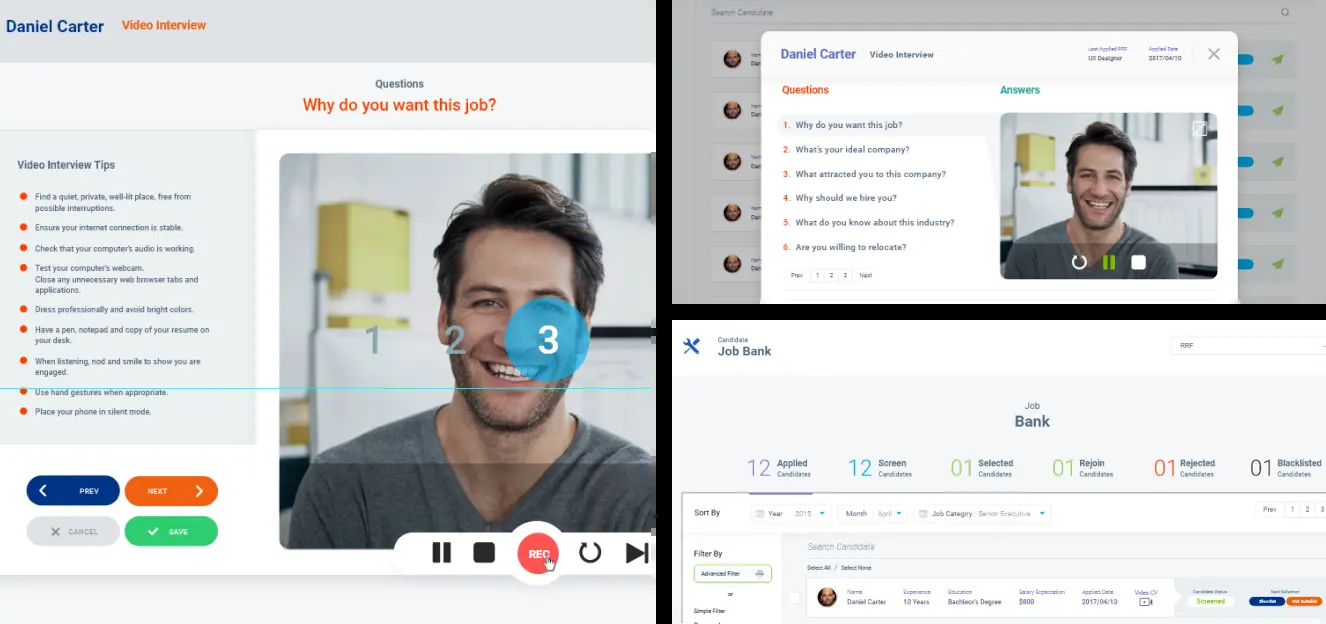 Daniel Carter Video Interview
Questions
Why do you want this job?
Video Interview Tips
Find a quiet, private, well-lit place, free from
possible interruptions.
Ensure your internet connection is stable.
Check that your computer's audio is working.
Test your computer's webcam.
Close any unnecessary web browser tabs and
applications.
Dress professionally and avoid bright colors.
Have a pen, notepad and copy of your resume on
your desk.
When listening, nod and smile to show you are
engaged.
Use hand gestures when appropriate.
Place your phone in silent mode.
1 2 3
PREV NEXT
CANCEL SAVE
REC
Search Candidate
Daniel Carter Video Interview
Last Applied RRF Applied Date
UX Designer 2017/04/10
Questions Answers
1. Why do you want this job?
2. What's your ideal company?
3. What attracted you to this company?
4. Why should we hire you?
5. What do you know about this industry?
6. Are you willing to relocate?
Prev 1 2 3 Next
Candidate
Job Bank
RRF
Job
Bank
12 Applied Candidates
12 Screen Candidates
01 Selected Candidates
01 Rejoin Candidates
01 Rejected Candidates
01 Blacklisted Candidates
Sort By Year 2015 Month April Job Category Senior Executive Prev 1 2 3
Filter By
Advanced Filter
or
Simple Filter
Search Candidate
Select All / Select None
Name Experience Education Salary Expectation Applied Date Video CV Candidate Status
Daniel Carter 10 Years Bachleor's Degree $800 2017/04/10 Screened Shortlist Not Suitable